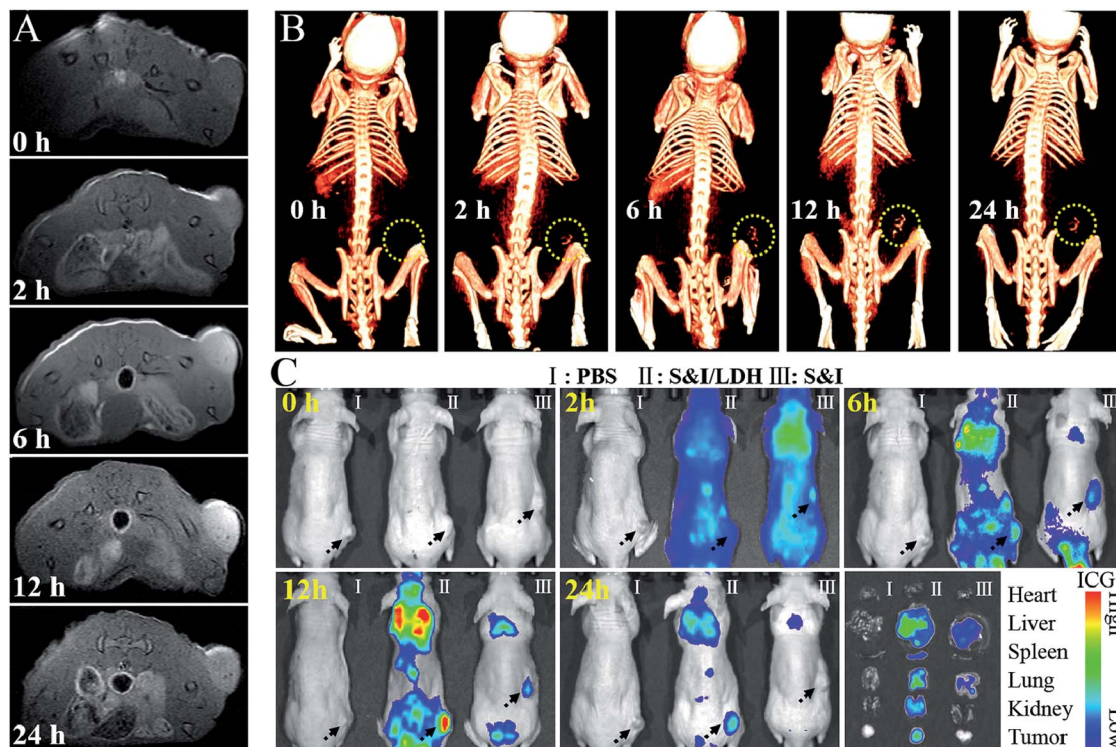 A
0 h
2 h
6 h
12 h
24 h
B
0 h
2 h
6 h
12 h
24 h
C
I : PBS II : S&I/LDH III : S&I
0 h
I
II
III
2h
I
II
III
6h
I
II
III
12h
I
II
III
24h
I
II
III
I
II
III
Heart
Liver
Spleen
Lung
Kidney
Tumor
ICG
High
Low